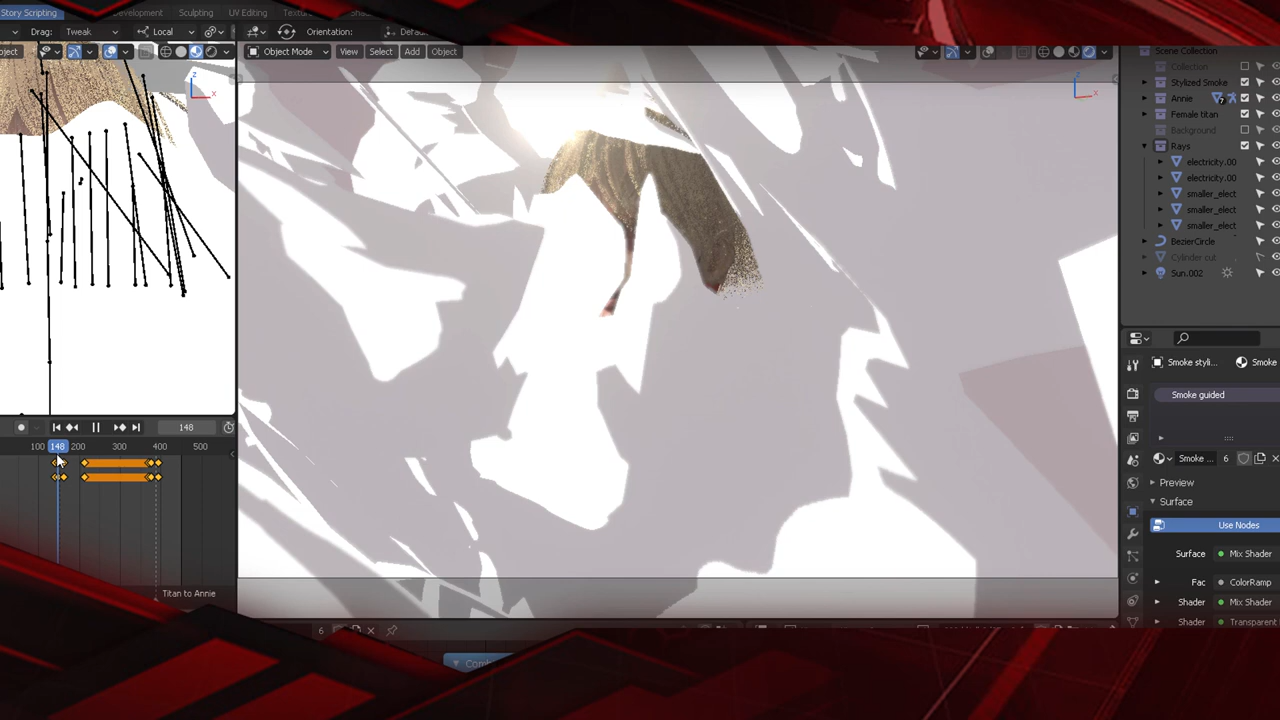 Story Scripting
Development
Sculpting
UV Editing
Drag:
Tweak
Local
Orientation:
Object Mode
View
Select
Add
Object
Scene Collection
Collection
Stylized Smoke
Annie
7
Female titan
Background
Rays
electricity.00
electricity.00
smaller_elect
smaller_elect
smaller_elect
BezierCircle
Cylinder cut
Sun.002
Smoke styli...
Smoke
Smoke guided
Smoke ...
6
Preview
Surface
Use Nodes
Surface
Mix Shader
Fac
ColorRamp
Shader
Mix Shader
Shader
Transparent
148
100
148
200
300
400
500
Titan to Annie
6
z
x
z
x